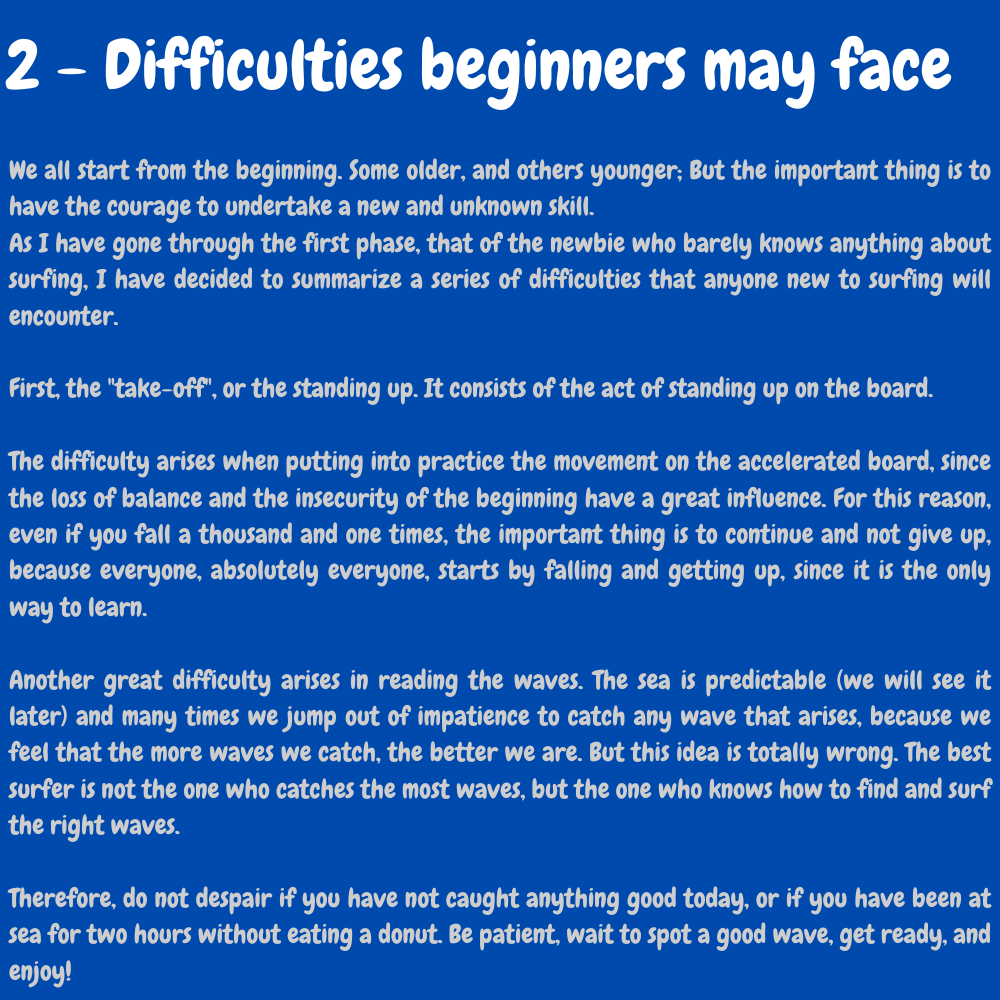 2 - Difficulties beginners may face
We all start from the beginning. Some older, and others younger; But the important thing is to
have the courage to undertake a new and unknown skill.
As I have gone through the first phase, that of the newbie who barely knows anything about
surfing, I have decided to summarize a series of difficulties that anyone new to surfing will
encounter.
First, the "take-off", or the standing up. It consists of the act of standing up on the board.
The difficulty arises when putting into practice the movement on the accelerated board, since
the loss of balance and the insecurity of the beginning have a great influence. For this reason,
even if you fall a thousand and one times, the important thing is to continue and not give up,
because everyone, absolutely everyone, starts by falling and getting up, since it is the only
way to learn.
Another great difficulty arises in reading the waves. The sea is predictable (we will see it
later) and many times we jump out of impatience to catch any wave that arises, because we
feel that the more waves we catch, the better we are. But this idea is totally wrong. The best
surfer is not the one who catches the most waves, but the one who knows how to find and surf
the right waves.
Therefore, do not despair if you have not caught anything good today, or if you have been at
sea for two hours without eating a donut. Be patient, wait to spot a good wave, get ready, and
enjoy!